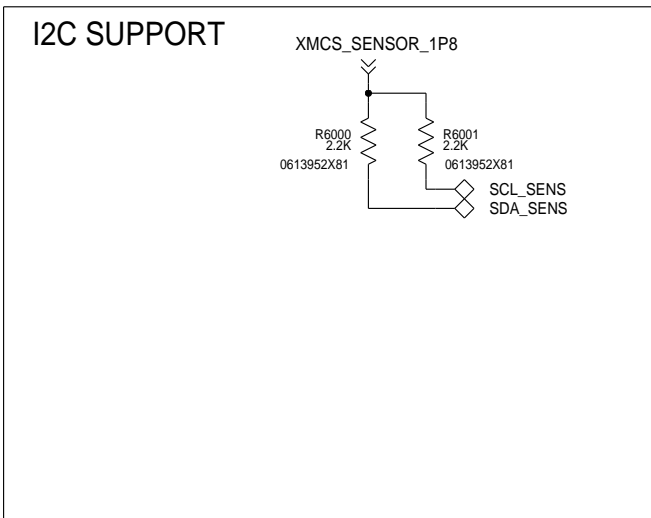 I2C SUPPORT
XMCS_SENSOR_1P8
R6000
2.2K
0613952X81
R6001
2.2K
0613952X81
SCL_SENS
SDA_SENS